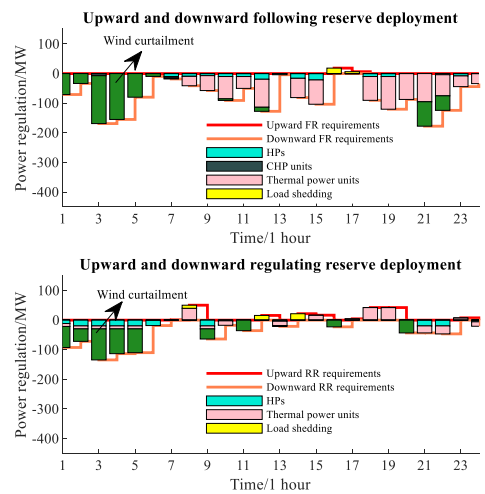 Upward and downward following reserve deployment
Power regulation/MW
100
0
-100
-200
-300
-400
Wind curtailment
Upward FR requirements
Downward FR requirements
HPs
CHP units
Thermal power units
Load shedding
1 3 5 7 9 11 13 15 17 19 21 23
Time/1 hour
Upward and downward regulating reserve deployment
Power regulation/MW
100
0
-100
-200
-300
-400
Wind curtailment
Upward RR requirements
Downward RR requirements
HPs
Thermal power units
Load shedding
1 3 5 7 9 11 13 15 17 19 21 23
Time/1 hour